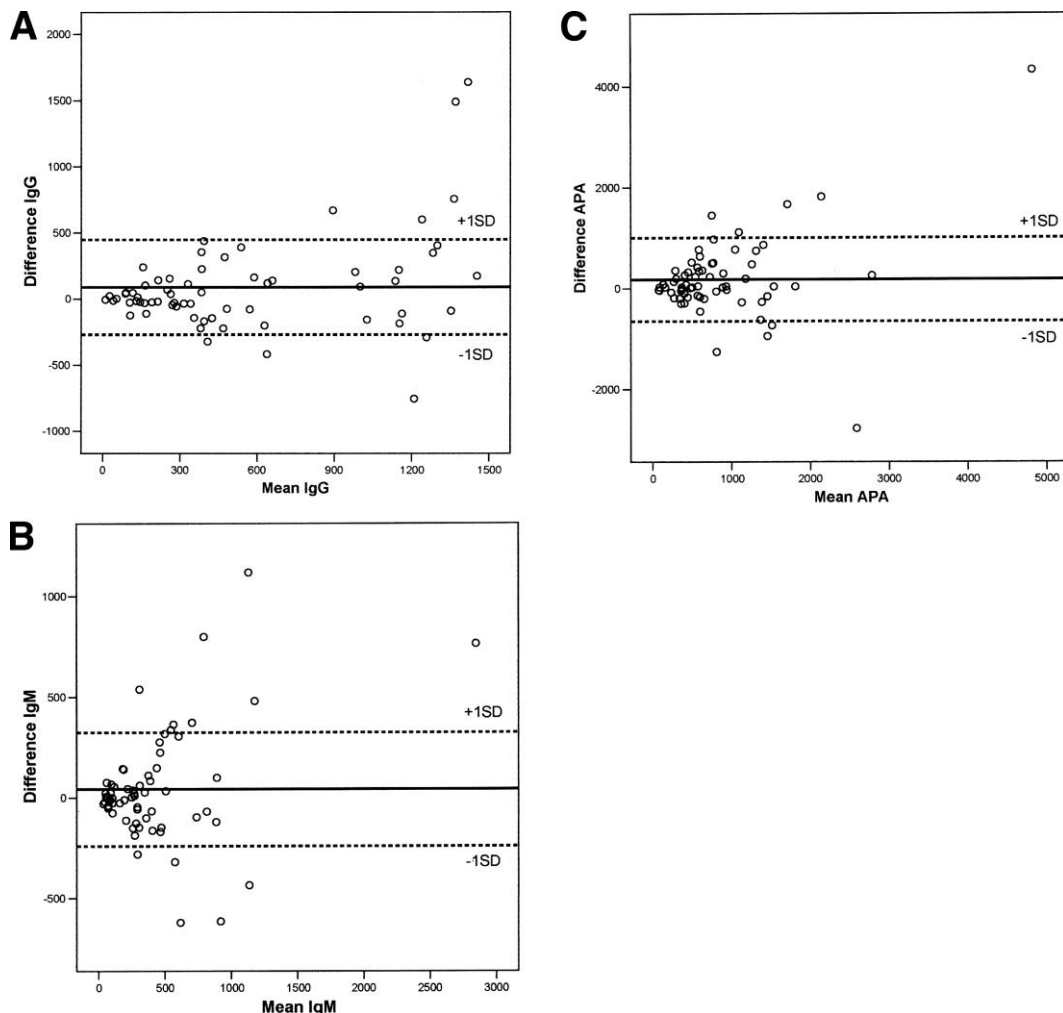 A
2000
1500
1000
500
0
-500
-1000
Difference IgG
+1SD
-1SD
0 300 600 900 1200 1500
Mean IgG
C
4000
2000
0
-2000
Difference APA
+1SD
-1SD
0 1000 2000 3000 4000 5000
Mean APA
B
1000
500
0
-500
Difference IgM
+1SD
-1SD
0 500 1000 1500 2000 2500 3000
Mean IgM